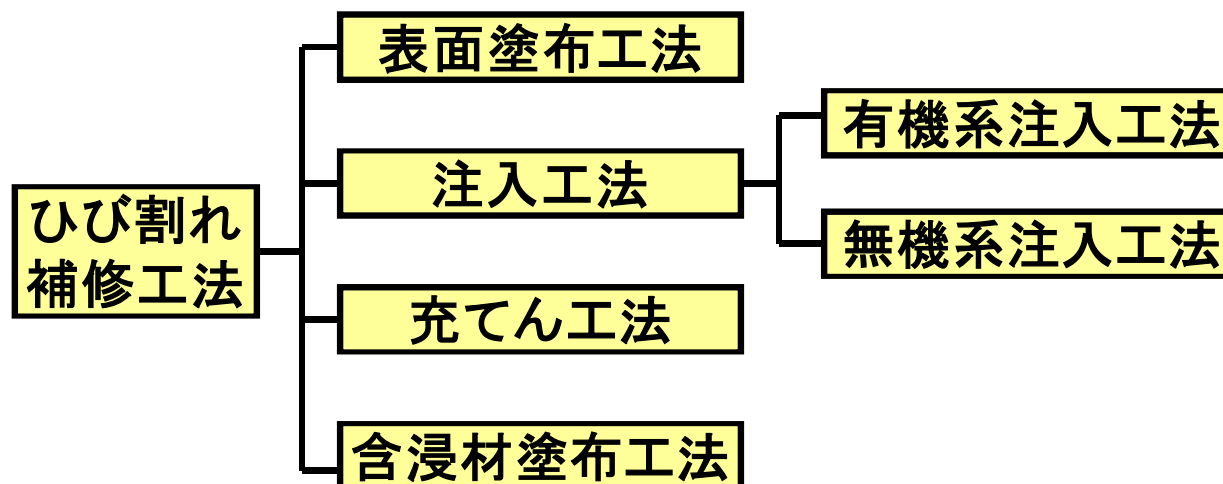 ひび割れ
補修工法
表面塗布工法
注入工法
有機系注入工法
無機系注入工法
充てん工法
含浸材塗布工法